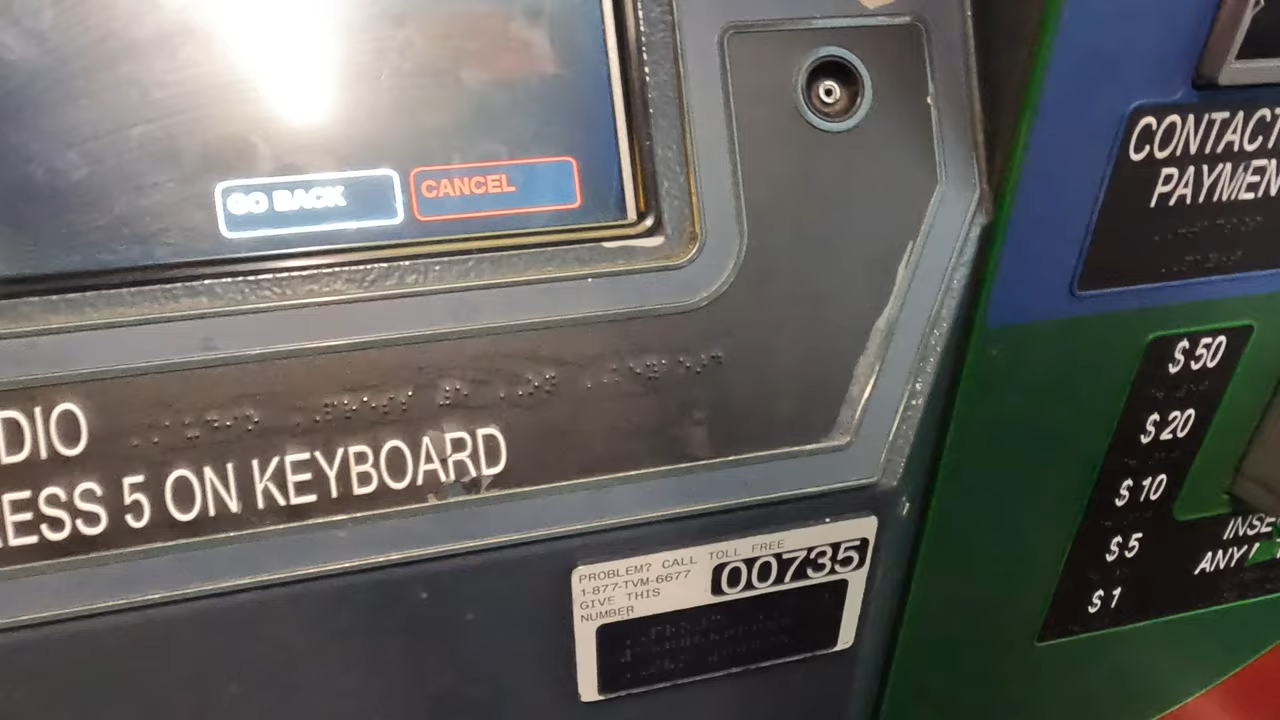 GO BACK
CANCEL
DIO
ESS 5 ON KEYBOARD
PROBLEM? CALL TOLL FREE
1-877-TVM-6677
GIVE THIS
NUMBER
00735
CONTACT
PAYMEN
$ 50
$ 20
$ 10
$ 5
$ 1
INSE
ANY